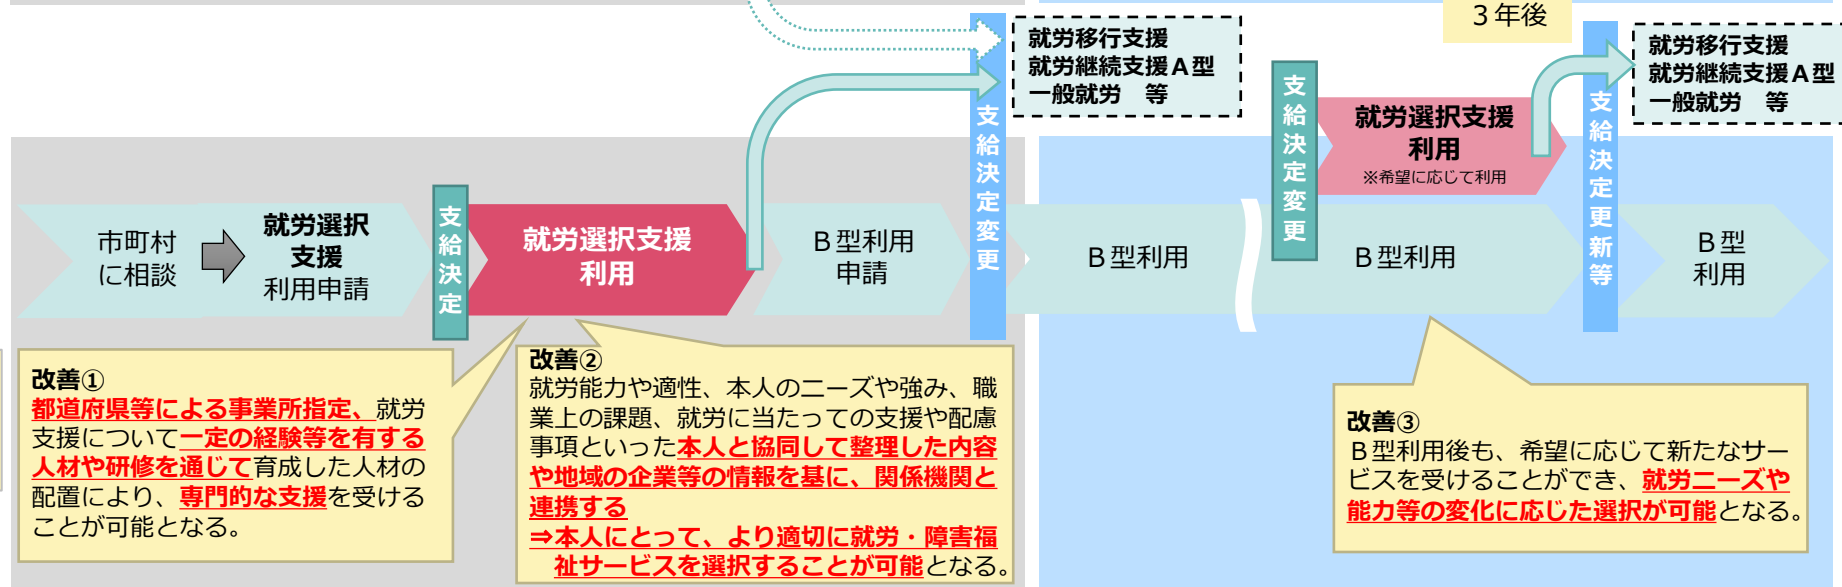 ３年後
就労移行支援
就労継続支援Ａ型
一般就労　等
就労移行支援
就労継続支援Ａ型
一般就労　等
支給決定変更
支給決定変更
就労選択支援
利用
※希望に応じて利用
支給決定更新等
市町村
に相談
就労選択
支援
利用申請
支給決定
就労選択支援
利用
Ｂ型利用
申請
Ｂ型利用
Ｂ型利用
Ｂ型
利用
改善①
都道府県等による事業所指定、就労
支援について一定の経験等を有する
人材や研修を通じて育成した人材の
配置により、専門的な支援を受ける
ことが可能となる。
改善②
就労能力や適性、本人のニーズや強み、職
業上の課題、就労に当たっての支援や配慮
事項といった本人と協同して整理した内容
や地域の企業等の情報を基に、関係機関と
連携する
⇒本人にとって、より適切に就労・障害福
祉サービスを選択することが可能となる。
改善③
Ｂ型利用後も、希望に応じて新たなサー
ビスを受けることができ、就労ニーズや
能力等の変化に応じた選択が可能となる。